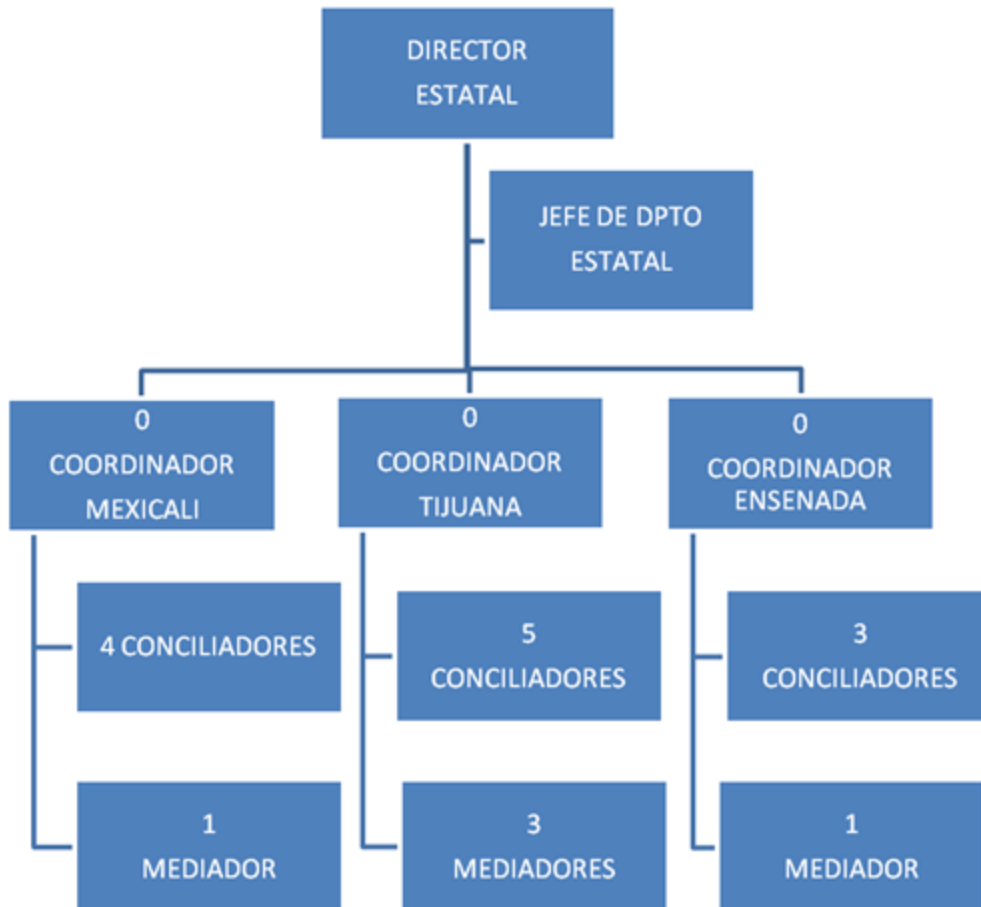 DIRECTOR
ESTATAL
JEFE DE DPTO
ESTATAL
0
COORDINADOR
MEXICALI
0
COORDINADOR
TIJUANA
0
COORDINADOR
ENSENADA
4 CONCILIADORES
5
CONCILIADORES
3
CONCILIADORES
1
MEDIADOR
3
MEDIADORES
1
MEDIADOR